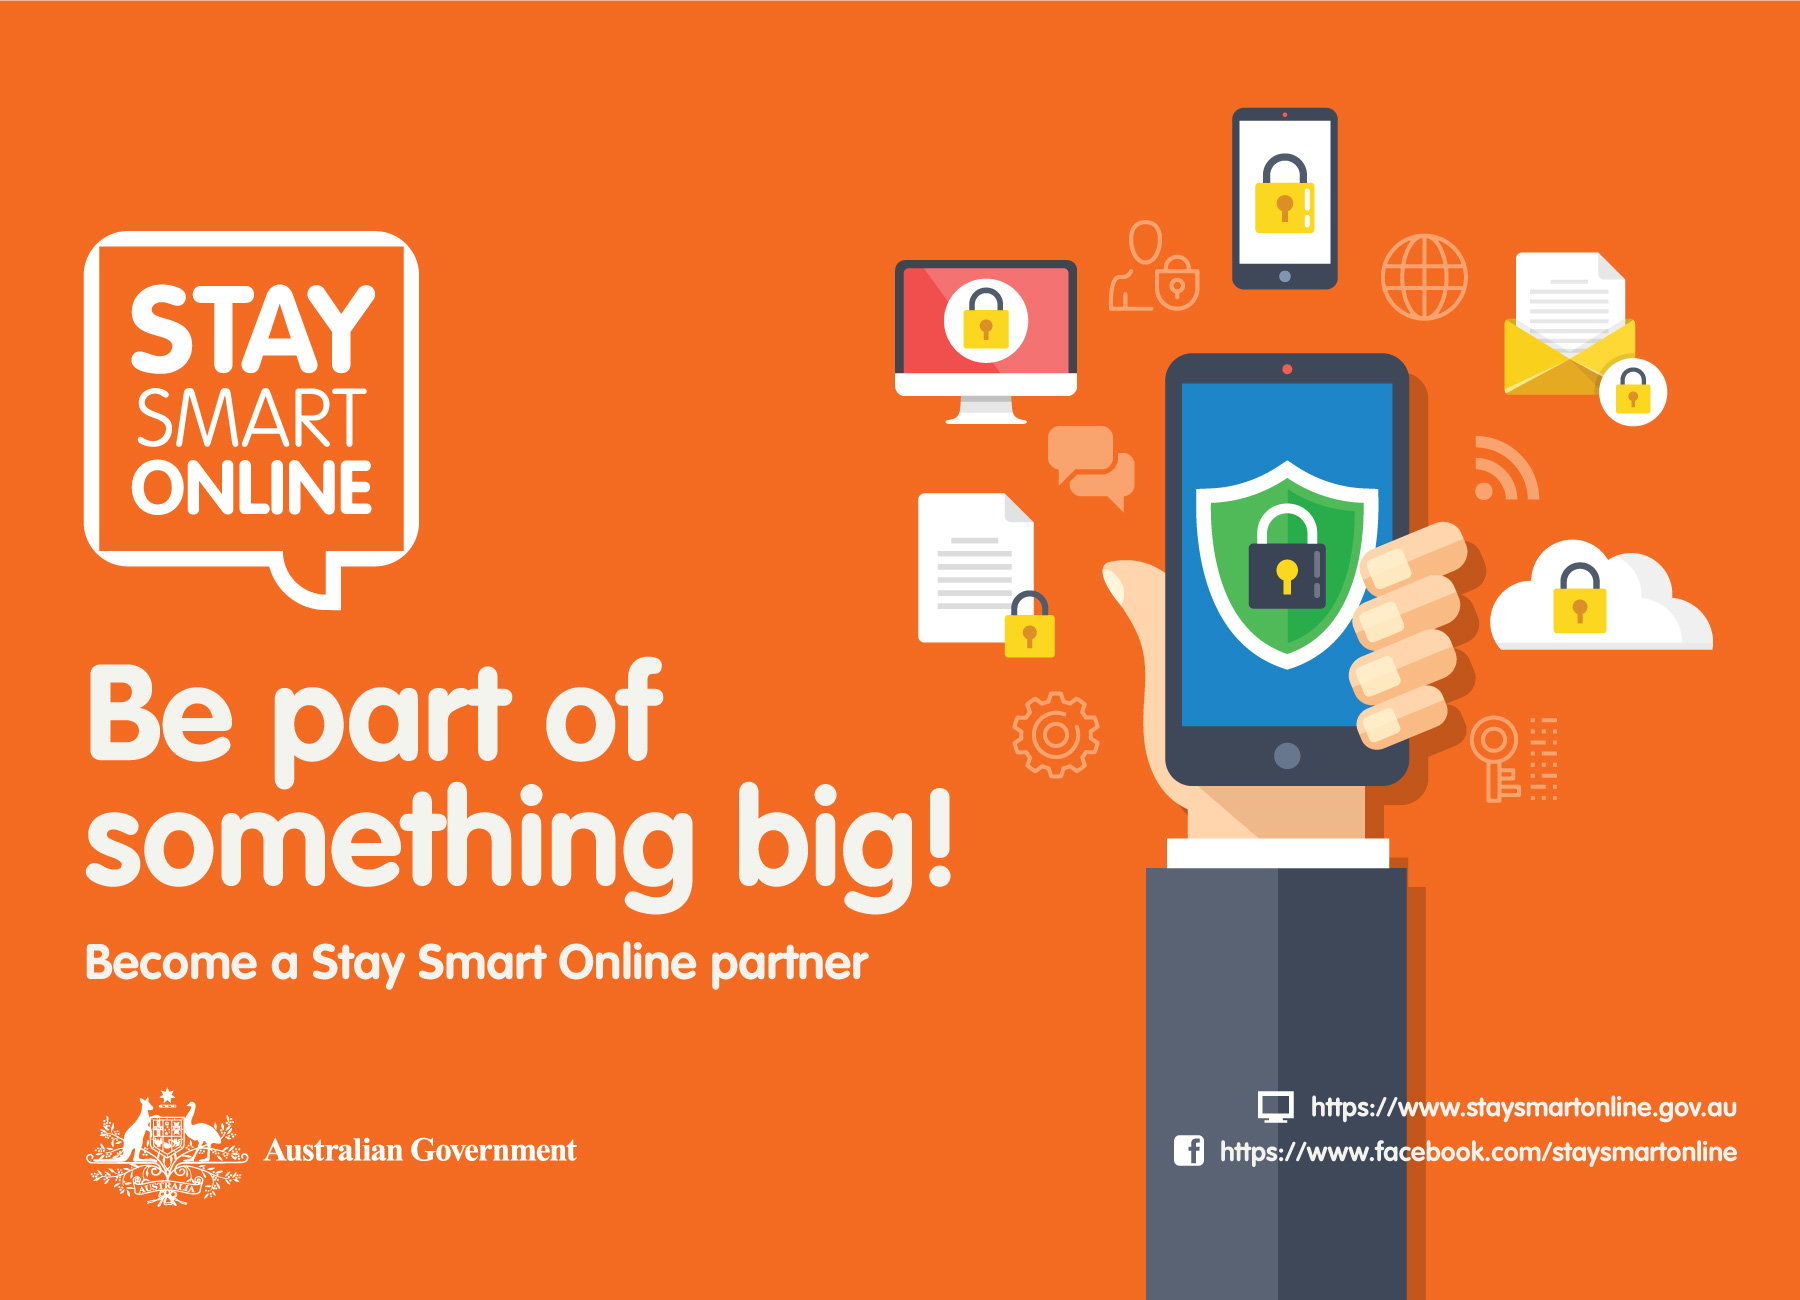 STAY
SMART
ONLINE
Be part of
something big!
Become a Stay Smart Online partner
AUSTRALIA
Australian Government
https://www.staysmartonline.gov.au
https://www.facebook.com/staysmartonline